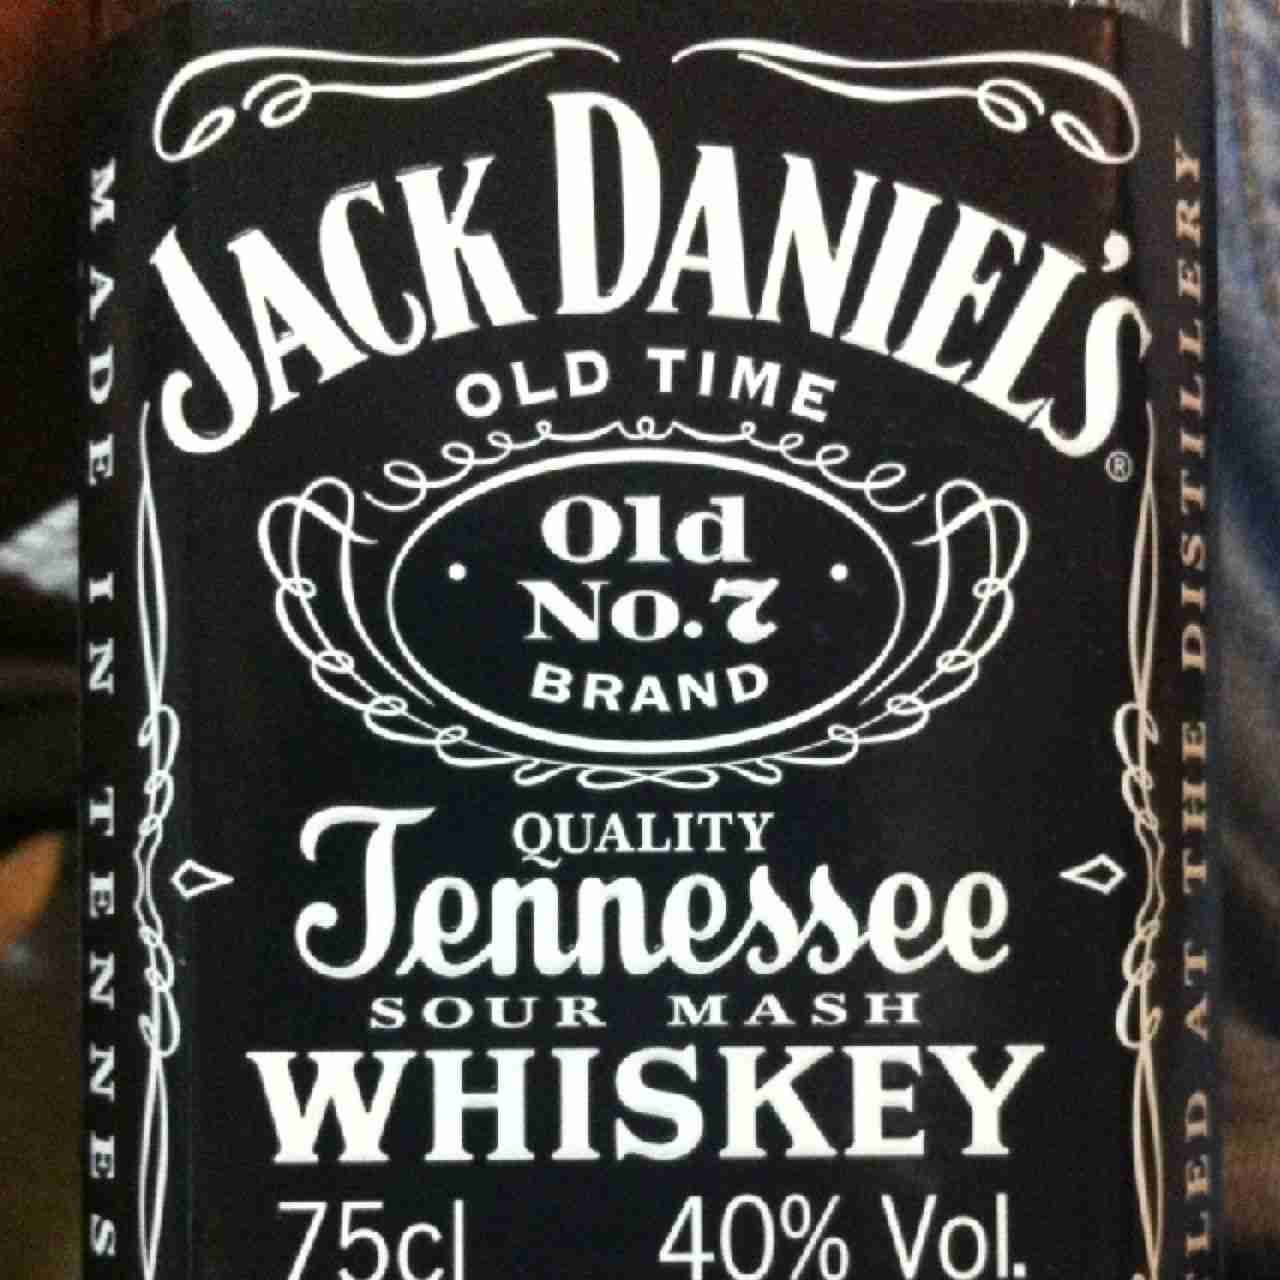 JACK DANIEL'S
®
OLD TIME
Old
No.7
BRAND
QUALITY
Tennessee
SOUR MASH
WHISKEY
75cl 40% Vol.
MADE IN TENNES
LED AT THE DISTILLERY